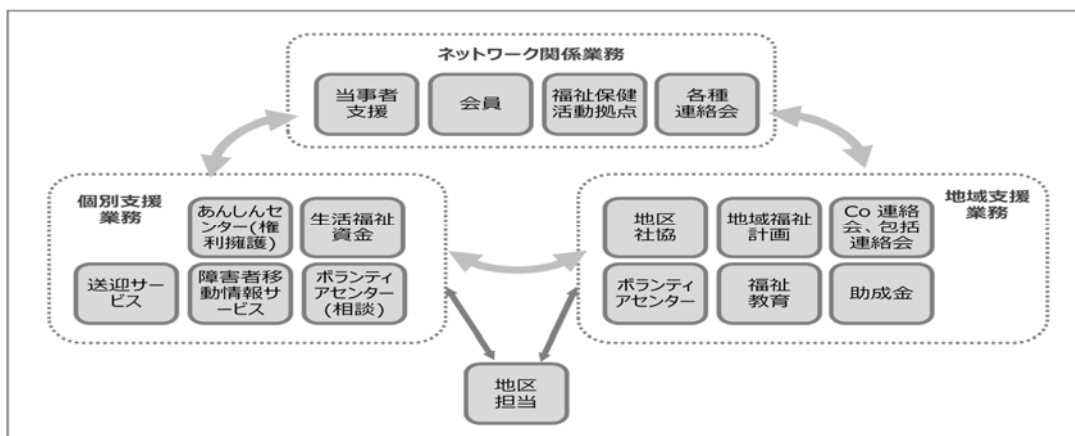 ネットワーク関係業務
当事者
支援
会員
福祉保健
活動拠点
各種
連絡会
個別支援
業務
あんしんセ
ンター(権
利擁護)
生活福祉
資金
送迎サー
ビス
障害者移
動情報サ
ービス
ボランティ
アセンター
(相談)
地域支援
業務
地区
社協
地域福祉
計画
Co 連絡
会、包括
連絡会
ボランティ
アセンター
福祉
教育
助成金
地区
担当